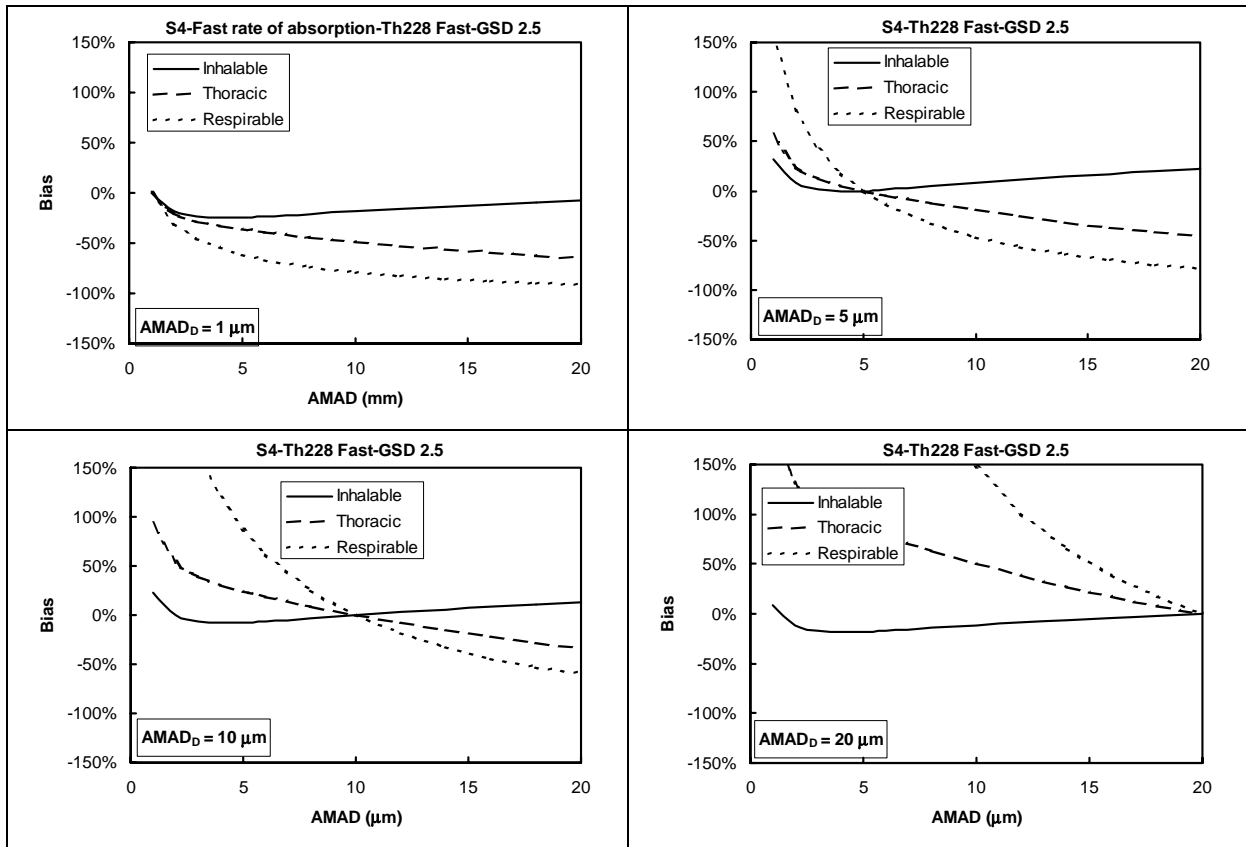 S4-Fast rate of absorption-Th228 Fast-GSD 2.5
150%
100%
50%
0%
-50%
-100%
-150%
Bias
Inhalable
Thoracic
Respirable
AMAD_D = 1 μm
0
5
10
15
20
AMAD (mm)
S4-Th228 Fast-GSD 2.5
150%
100%
50%
0%
-50%
-100%
-150%
Bias
Inhalable
Thoracic
Respirable
AMAD_D = 5 μm
0
5
10
15
20
AMAD (μm)
S4-Th228 Fast-GSD 2.5
150%
100%
50%
0%
-50%
-100%
-150%
Bias
Inhalable
Thoracic
Respirable
AMAD_D = 10 μm
0
5
10
15
20
AMAD (μm)
S4-Th228 Fast-GSD 2.5
150%
100%
50%
0%
-50%
-100%
-150%
Bias
Inhalable
Thoracic
Respirable
AMAD_D = 20 μm
0
5
10
15
20
AMAD (μm)